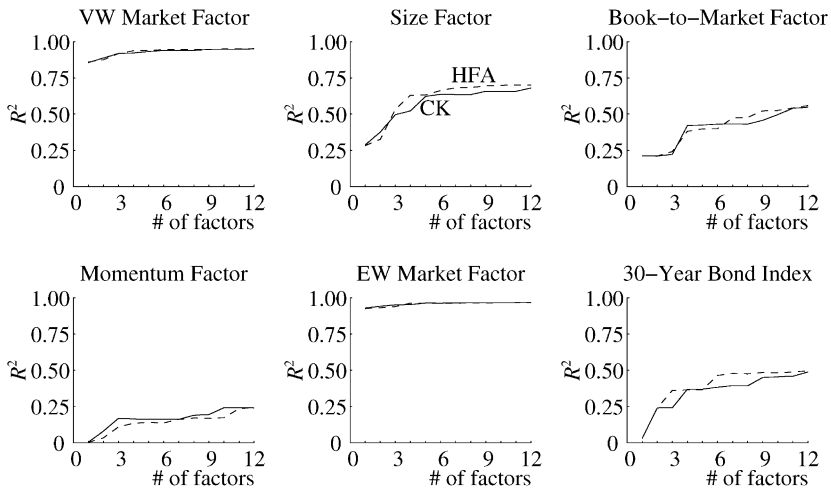 VW Market Factor
1.00
0.75
R²
0.50
0.25
0
0 3 6 9 12
# of factors
Size Factor
1.00
HFA
0.75
R²
0.50
CK
0.25
0
0 3 6 9 12
# of factors
Book-to-Market Factor
1.00
0.75
R²
0.50
0.25
0
0 3 6 9 12
# of factors
Momentum Factor
1.00
0.75
R²
0.50
0.25
0
0 3 6 9 12
# of factors
EW Market Factor
1.00
0.75
R²
0.50
0.25
0
0 3 6 9 12
# of factors
30-Year Bond Index
1.00
0.75
R²
0.50
0.25
0
0 3 6 9 12
# of factors